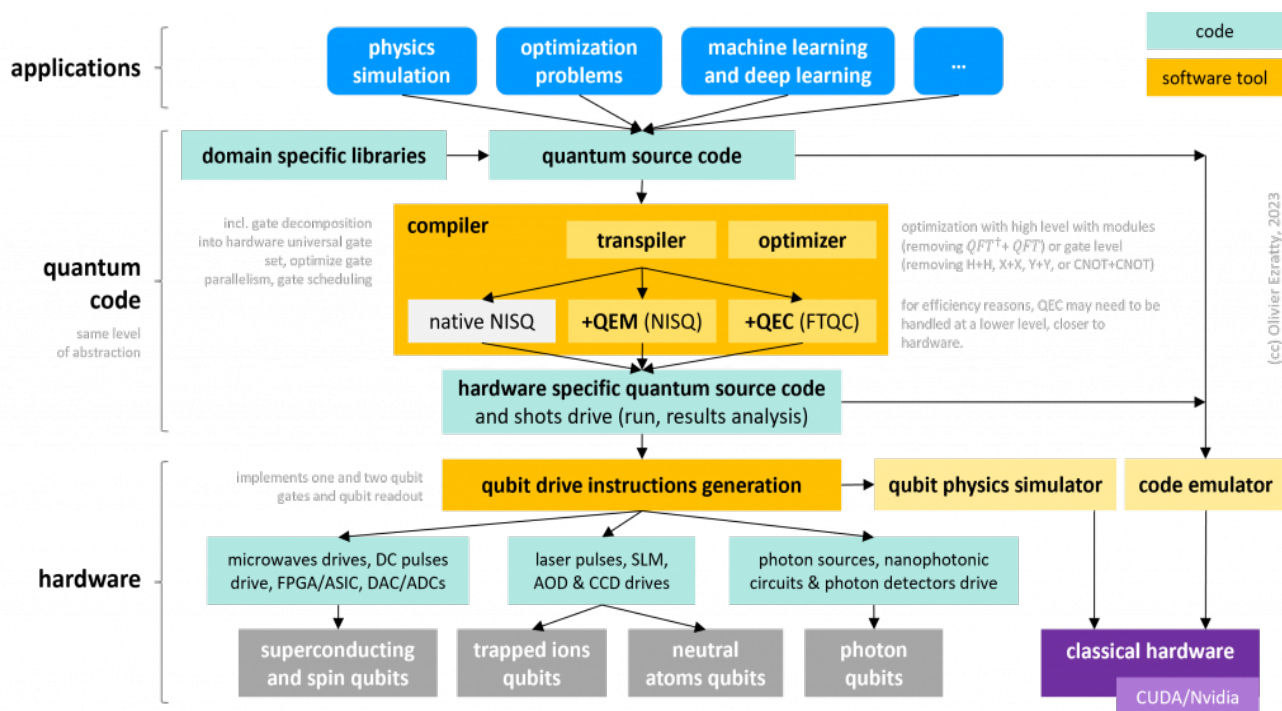 applications
physics
simulation
optimization
problems
machine learning
and deep learning
...
code
software tool
domain specific libraries
quantum source code
quantum
code
same level
of abstraction
incl. gate decomposition
into hardware universal gate
set, optimize gate
parallelism, gate scheduling
compiler
transpiler
optimizer
native NISQ
+QEM (NISQ)
+QEC (FTQC)
optimization with high level with modules
(removing QFT†+ QFT) or gate level
(removing H+H, X+X, Y+Y, or CNOT+CNOT)
for efficiency reasons, QEC may need to be
handled at a lower level, closer to
hardware.
(cc) Olivier Ezratty, 2023
hardware specific quantum source code
and shots drive (run, results analysis)
hardware
implements one and two qubit
gates and qubit readout
qubit drive instructions generation
qubit physics simulator
code emulator
microwaves drives, DC pulses
drive, FPGA/ASIC, DAC/ADCs
laser pulses, SLM,
AOD & CCD drives
photon sources, nanophotonic
circuits & photon detectors drive
superconducting
and spin qubits
trapped ions
qubits
neutral
atoms qubits
photon
qubits
classical hardware
CUDA/Nvidia